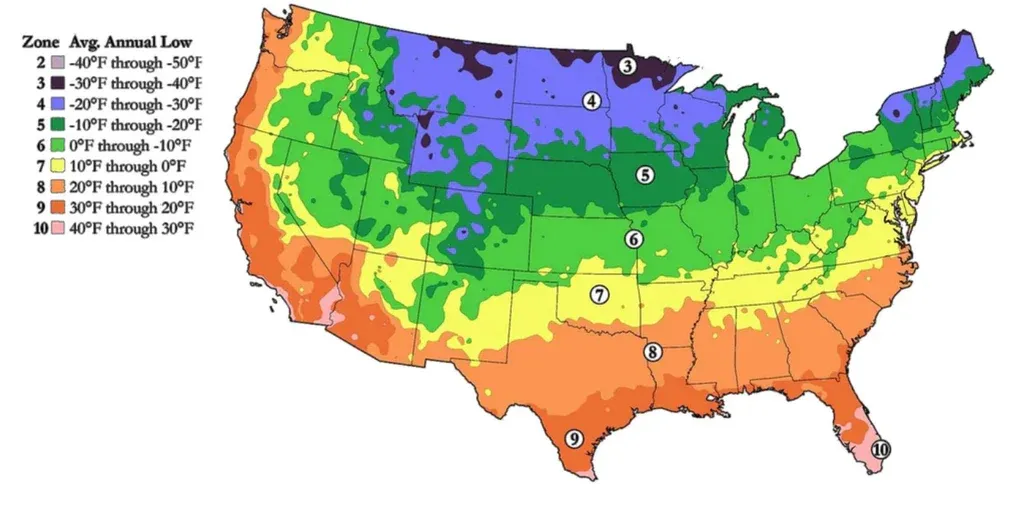 Zone Avg. Annual Low
2 -40°F through -50°F
3 -30°F through -40°F
4 -20°F through -30°F
5 -10°F through -20°F
6 0°F through -10°F
7 10°F through 0°F
8 20°F through 10°F
9 30°F through 20°F
10 40°F through 30°F
3
4
5
6
7
8
9
10